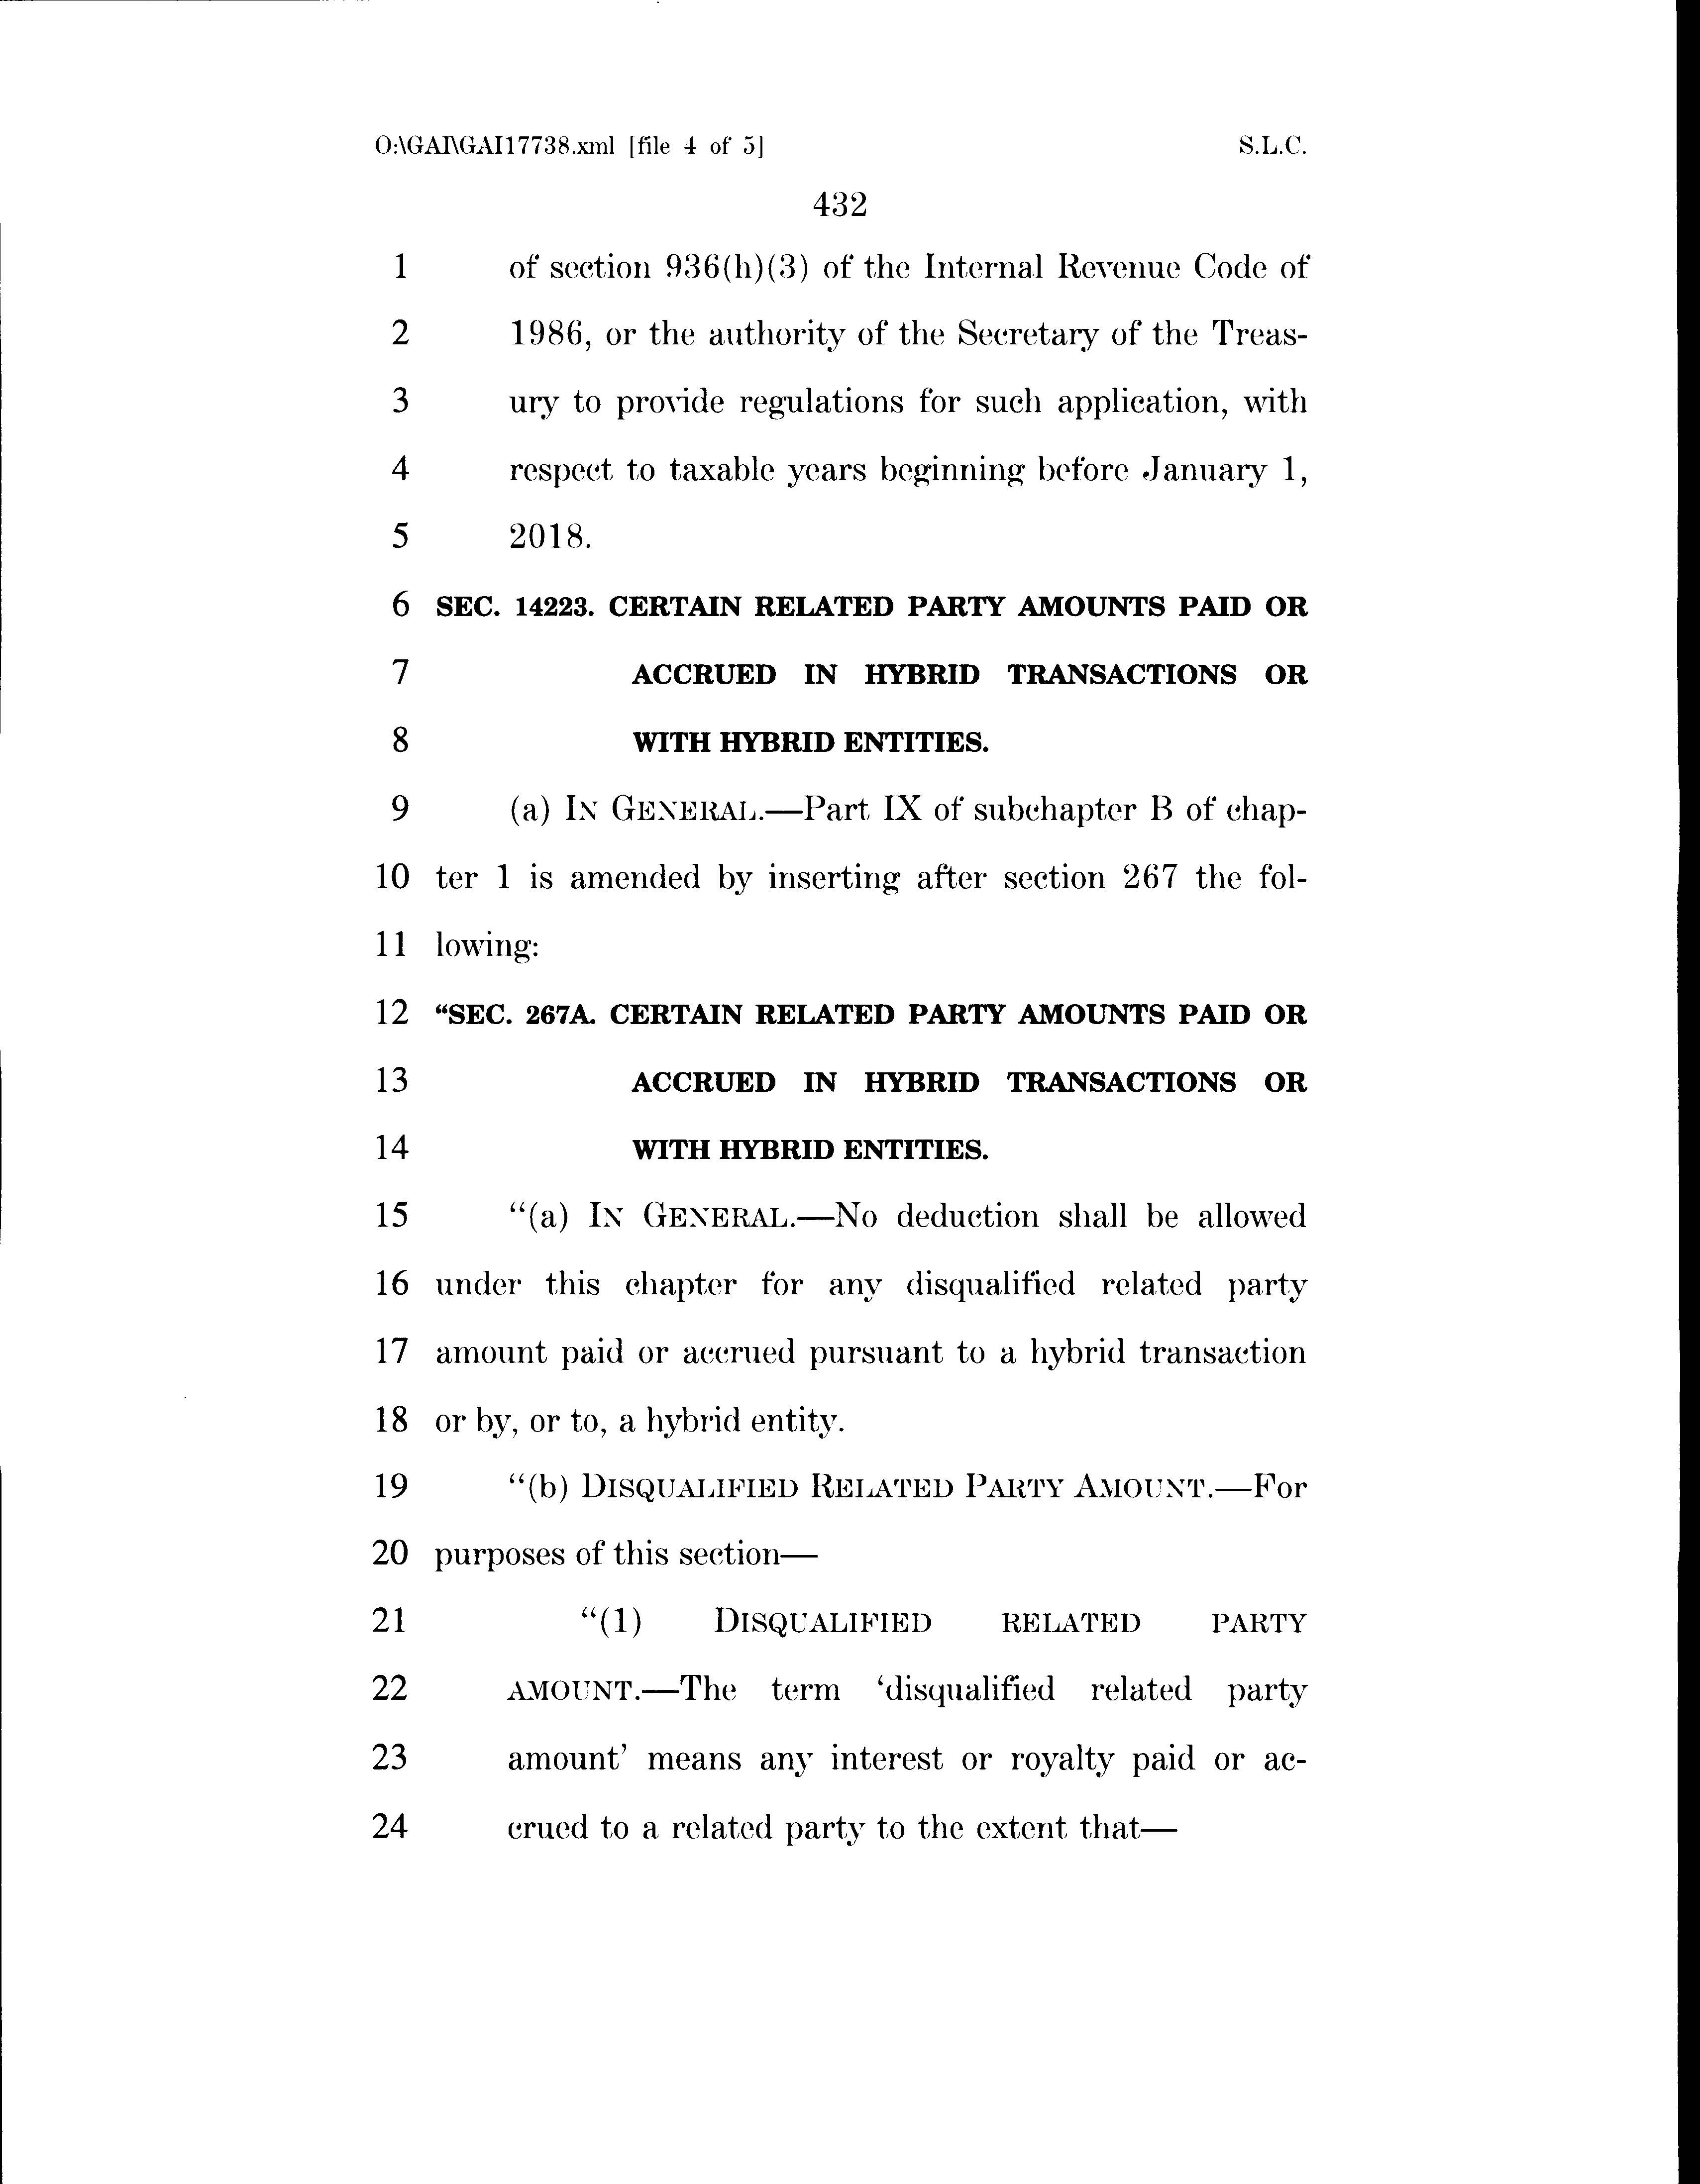 O:\GAI\GAI17738.xml [file 4 of 5] S.L.C.
432
1 of section 936(h)(3) of the Internal Revenue Code of
2 1986, or the authority of the Secretary of the Treas-
3 ury to provide regulations for such application, with
4 respect to taxable years beginning before January 1,
5 2018.
6 SEC. 14223. CERTAIN RELATED PARTY AMOUNTS PAID OR
7 ACCRUED IN HYBRID TRANSACTIONS OR
8 WITH HYBRID ENTITIES.
9 (a) IN GENERAL.—Part IX of subchapter B of chap-
10 ter 1 is amended by inserting after section 267 the fol-
11 lowing:
12 “SEC. 267A. CERTAIN RELATED PARTY AMOUNTS PAID OR
13 ACCRUED IN HYBRID TRANSACTIONS OR
14 WITH HYBRID ENTITIES.
15 “(a) IN GENERAL.—No deduction shall be allowed
16 under this chapter for any disqualified related party
17 amount paid or accrued pursuant to a hybrid transaction
18 or by, or to, a hybrid entity.
19 “(b) DISQUALIFIED RELATED PARTY AMOUNT.—For
20 purposes of this section—
21 “(1) DISQUALIFIED RELATED PARTY
22 AMOUNT.—The term ‘disqualified related party
23 amount’ means any interest or royalty paid or ac-
24 crued to a related party to the extent that—